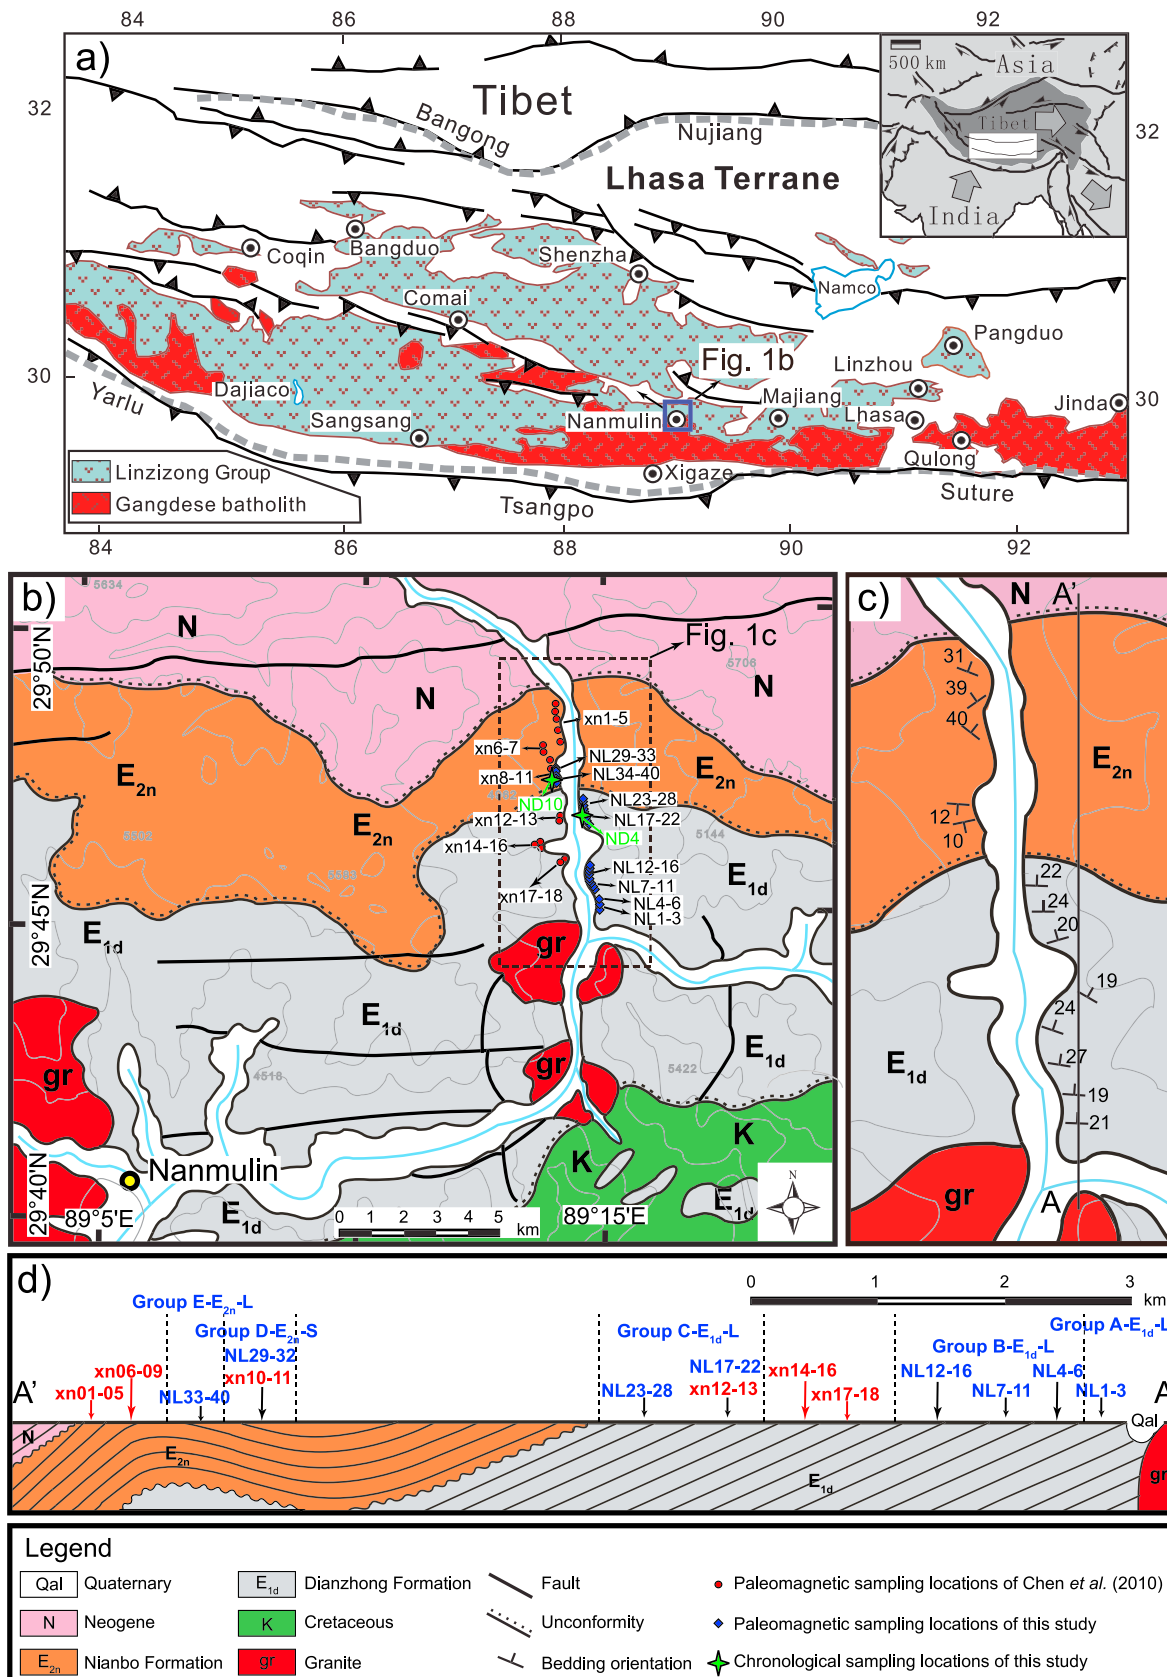 84
86
88
90
92
a)
500 km
Asia
Tibet
India
32
32
Tibet
Bangong
Nujiang
Lhasa Terrane
Coqin
Bangduo
Shenzha
Namco
Comai
Pangduo
Fig. 1b
Linzhou
30
30
Dajiaco
Majiang
Jinda
Yarlu
Sangsang
Nanmulin
Lhasa
Qulong
Linzizong Group
Xigaze
Suture
Gangdese batholith
Tsangpo
84
86
88
90
92
b)
5634
N
Fig. 1c
5706
29°50'N
N
N
xn1-5
xn6-7
NL29-33
E2n
xn8-11
NL34-40
E2n
ND10
NL23-28
xn12-13
NL17-22
5502
E2n
ND4
5144
xn14-16
NL12-16
5513
NL7-11
E1d
xn17-18
NL4-6
NL1-3
29°45'N
E1d
gr
E1d
gr
gr
4518
5422
K
K
Nanmulin
N
29°40'N
89°5'E
E1d
0 1 2 3 4 5 km
89°15'E
E1d
c)
N
A'
31
39
40
E2n
E2n
12
10
22
24
20
19
24
E1d
27
19
21
gr
A
d)
0 1 2 3
km
Group E-E2n-L
Group D-E2n-S
Group C-E1d-L
Group A-E1d-L
Group B-E1d-L
xn06-09
NL29-32
NL17-22
xn14-16
NL12-16
NL4-6
A'
xn01-05
NL33-40
xn10-11
NL23-28
xn12-13
xn17-18
NL7-11
NL1-3
A
Qal
N
E2n
E1d
gr
Legend
Qal Quaternary
E1d Dianzhong Formation
Fault
Paleomagnetic sampling locations of Chen et al. (2010)
N Neogene
K Cretaceous
Unconformity
Paleomagnetic sampling locations of this study
E2n Nianbo Formation
gr Granite
Bedding orientation
Chronological sampling locations of this study